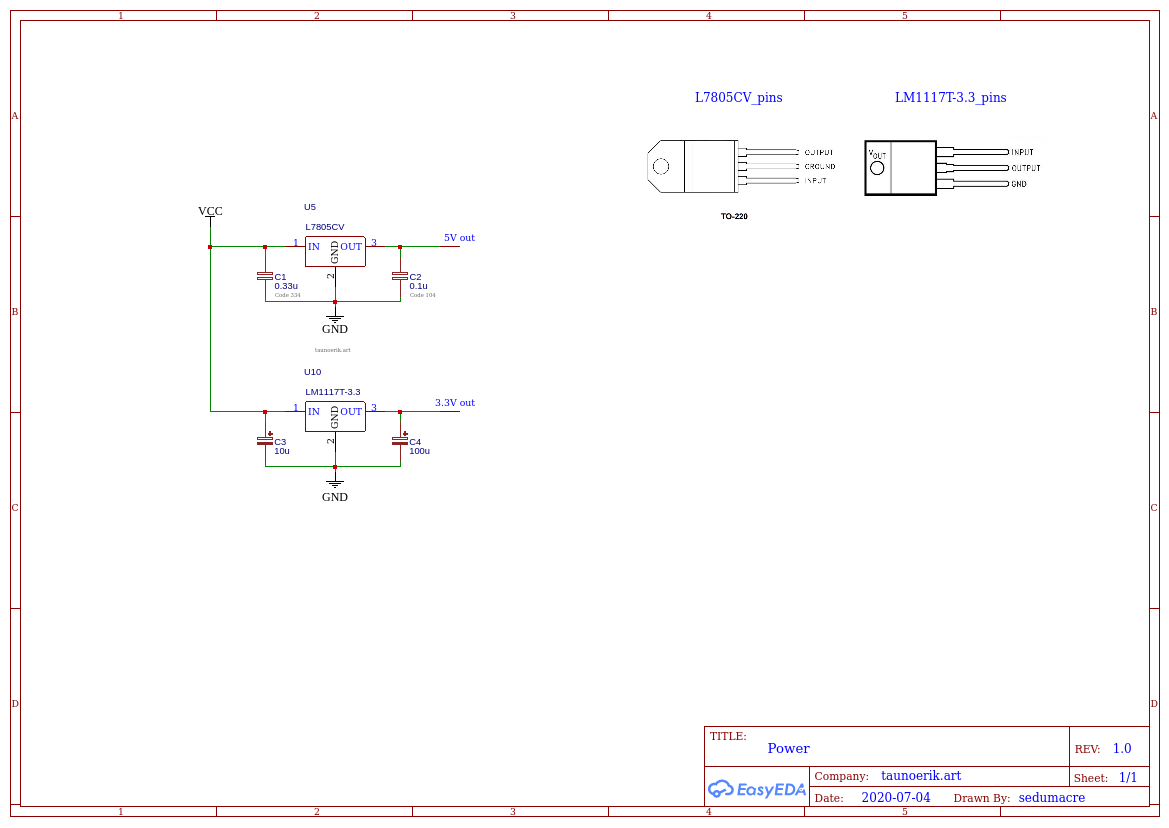 1 2 3 4 5
L7805CV_pins LM1117T-3.3_pins
A A
OUTPUT
GROUND
INPUT
TO-220
VOUT
INPUT
OUTPUT
GND
VCC
U5
L7805CV
1 IN GND OUT 3
2
5V out
C1
0.33u
Code 334
C2
0.1u
Code 104
GND
B B
taunoerik.art
U10
LM1117T-3.3
1 IN GND OUT 3
2
3.3V out
C3
10u
C4
100u
GND
C C
D D
TITLE:
Power
REV: 1.0
EasyEDA
Company: taunoerik.art
Sheet: 1/1
Date: 2020-07-04 Drawn By: sedumacre
1 2 3 4 5